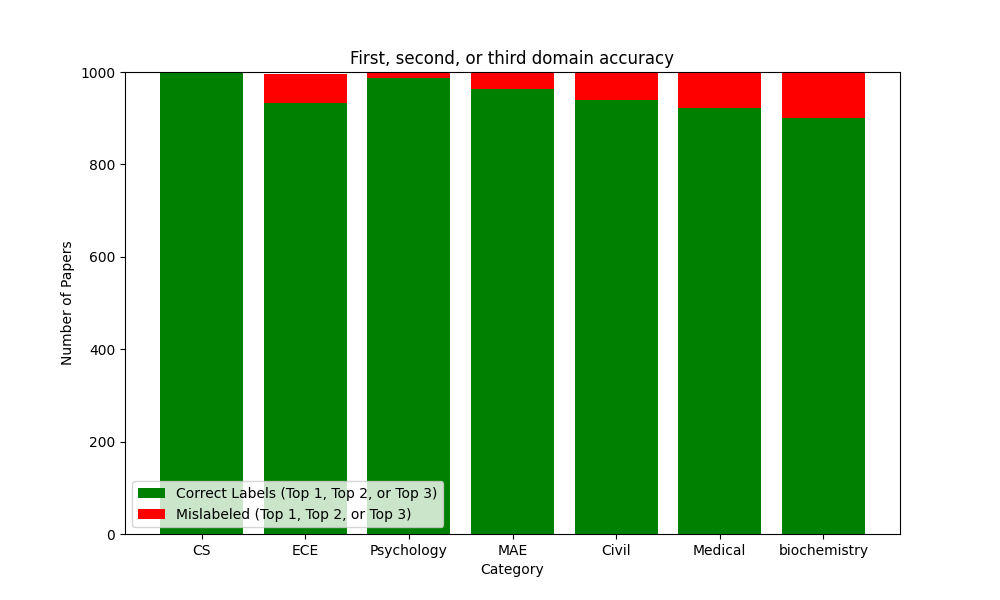 First, second, or third domain accuracy
Number of Papers
1000
800
600
400
200
0
Correct Labels (Top 1, Top 2, or Top 3)
Mislabeled (Top 1, Top 2, or Top 3)
CS
ECE
Psychology
MAE
Civil
Medical
biochemistry
Category